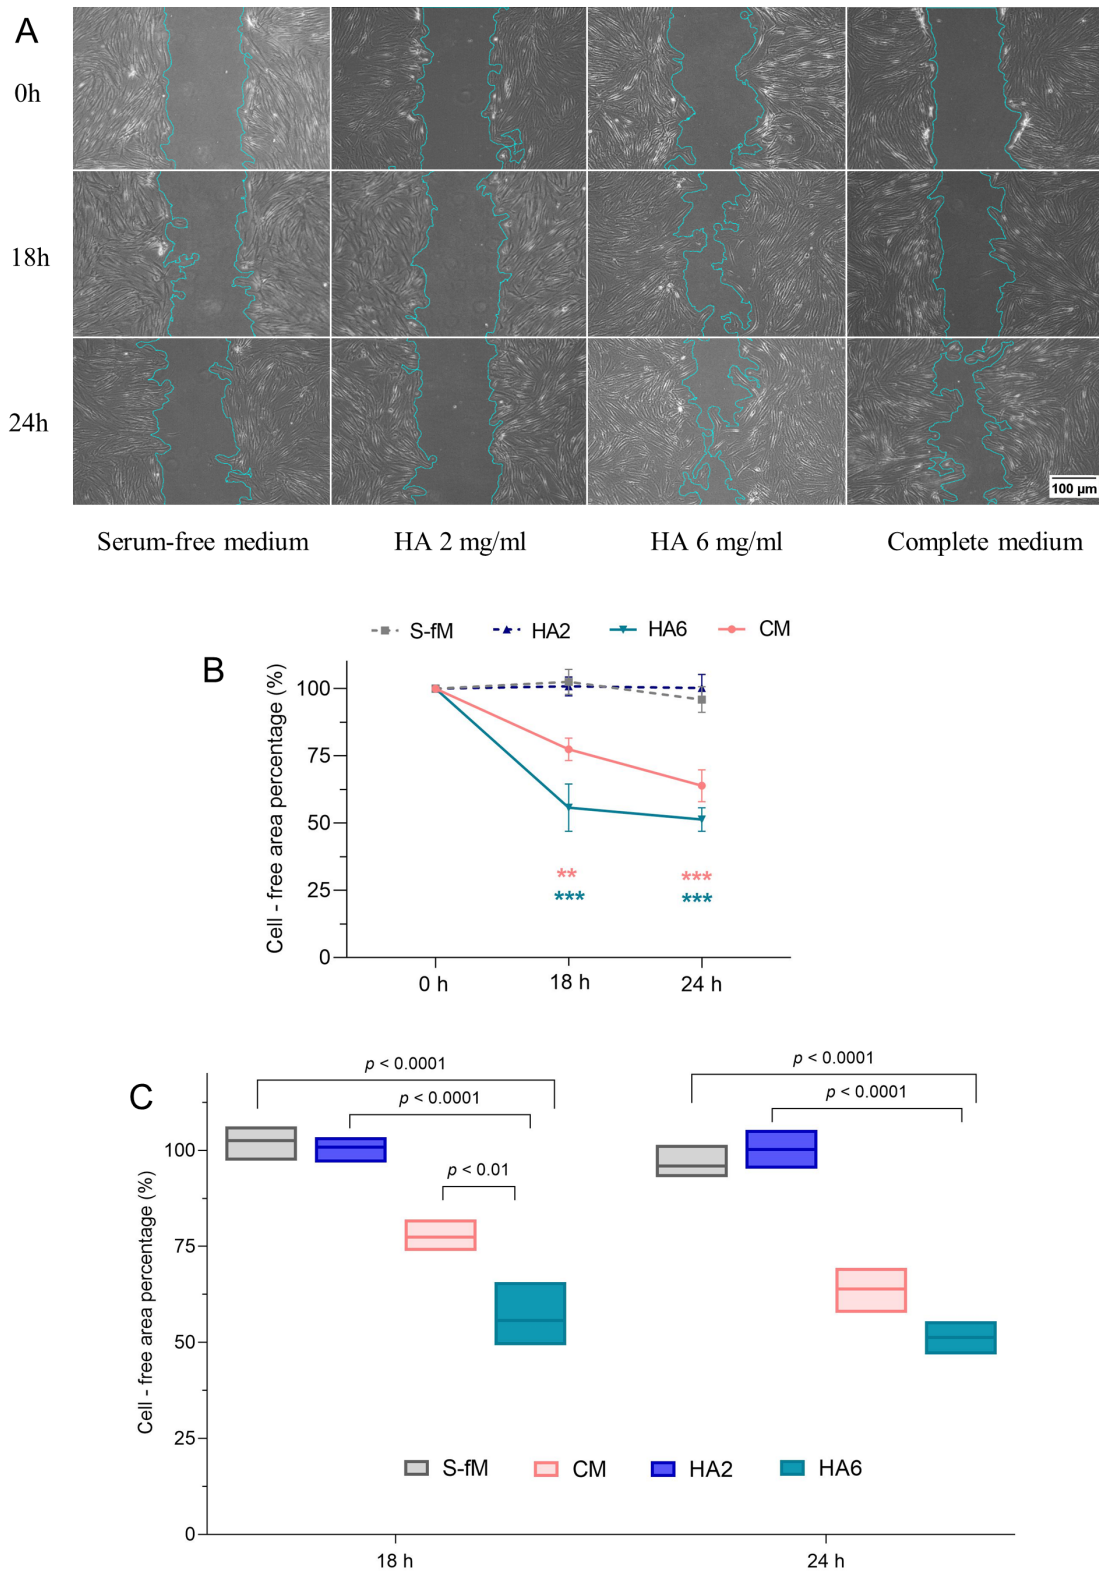 A
0h
18h
24h
100 µm
Serum-free medium HA 2 mg/ml HA 6 mg/ml Complete medium
S-fM HA2 HA6 CM
B
Cell - free area percentage (%)
100
75
50
25
0
**
***
***
***
0 h 18 h 24 h
C
Cell - free area percentage (%)
p < 0.0001
p < 0.0001
p < 0.01
p < 0.0001
p < 0.0001
100
75
50
25
0
S-fM CM HA2 HA6
18 h 24 h